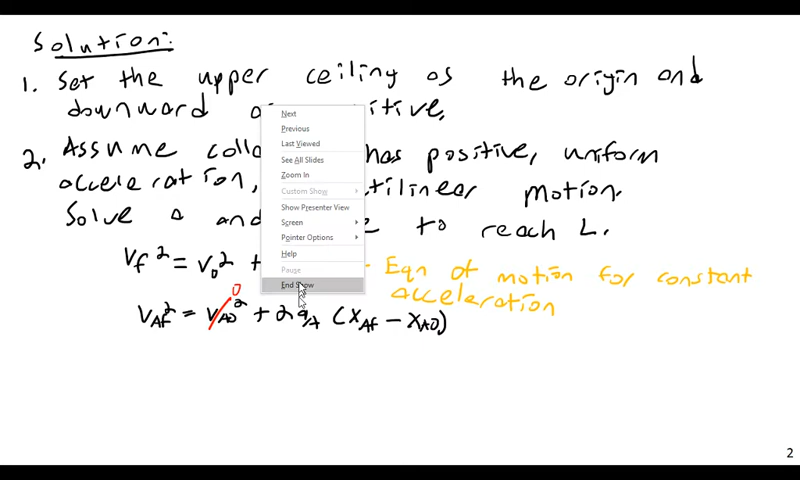 Solution:
1. Set the upper ceiling as the origin and
downward positive.
2. Assume has positive, uniform
acceleration, motion.
Solve a and to reach L.
Vf² = V₀² + - Eqn of motion for constant
acceleration
0
VAf² = VA0² + 2aA (XAf - XA0)
Next
Previous
Last Viewed
See All Slides
Zoom In
Custom Show
Show Presenter View
Screen
Pointer Options
Help
Pause
End Show
2